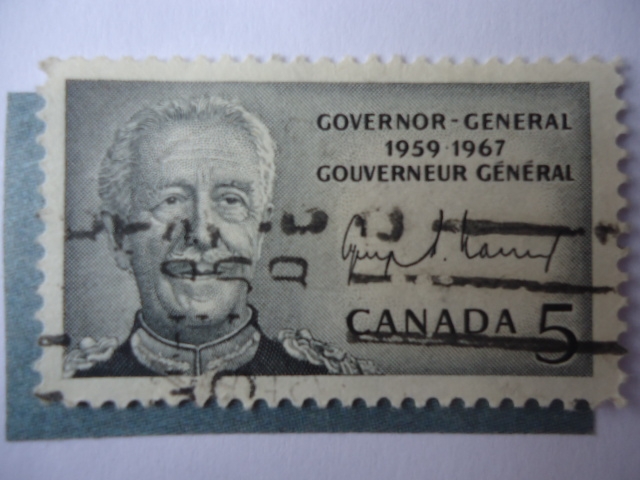 GOVERNOR-GENERAL
1959·1967
GOUVERNEUR GÉNÉRAL
CANADA 5